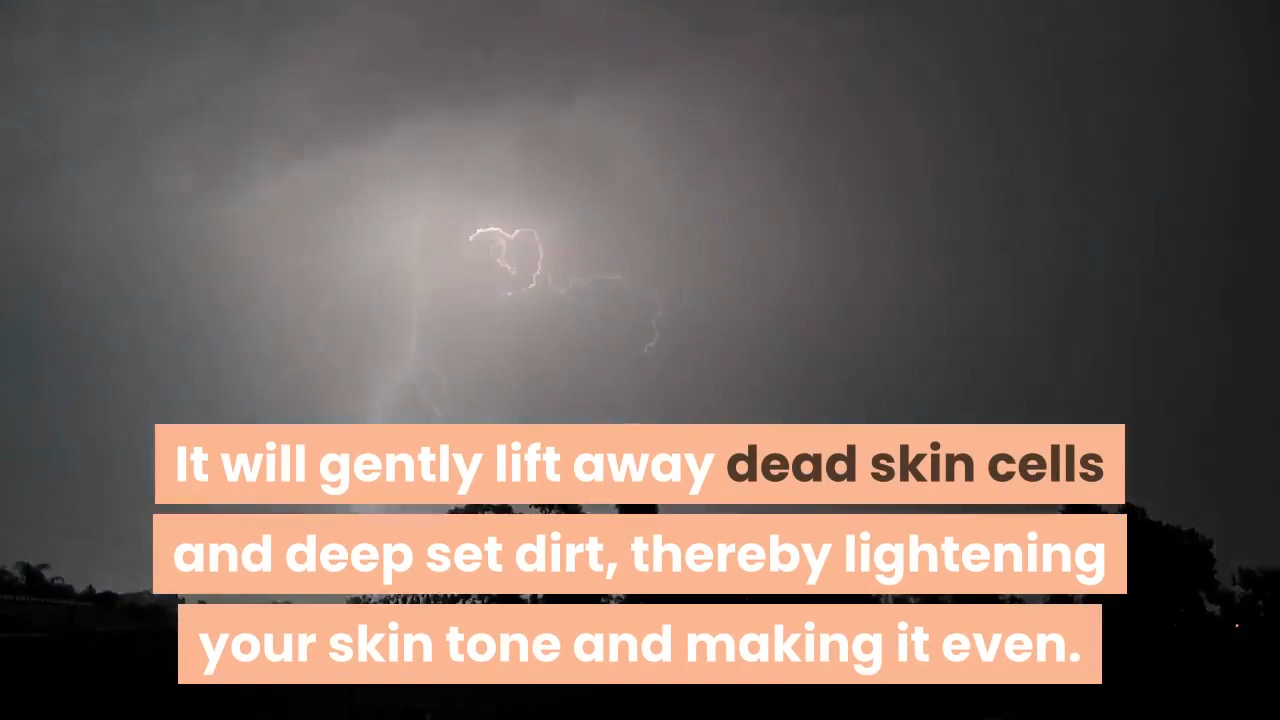 It will gently lift away dead skin cells
and deep set dirt, thereby lightening
your skin tone and making it even.